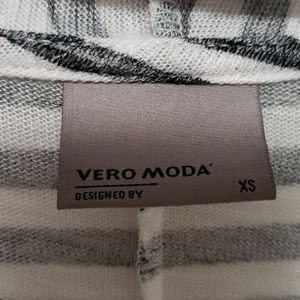 VERO MODA
DESIGNED BY
XS